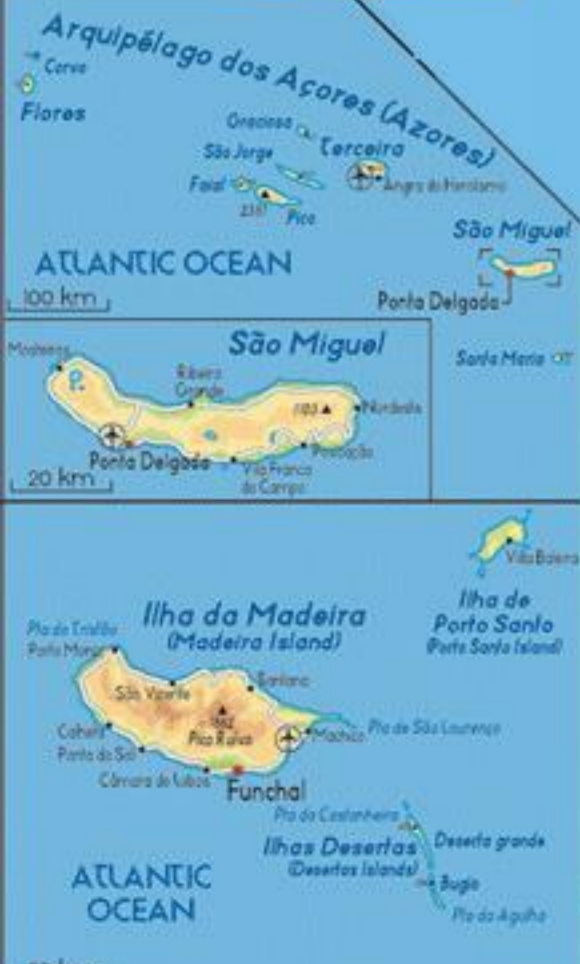 Arquipélago dos Açores (Azores)
Corvo
Flores
Graciosa
São Jorge
Terceira
Faial
Angra do Heroísmo
Pico
ATLANTIC OCEAN
São Miguel
100 km
Ponta Delgada
Santa Maria
São Miguel
Mosteiros
Ribeira
Grande
Nordeste
Povoação
Ponta Delgada
Vila Franca
do Campo
20 km
Vila Baleira
Ilha de
Porto Santo
(Porto Santo Island)
Ilha da Madeira
(Madeira Island)
Pta do Tristão
Porto Moniz
Santana
São Vicente
Pico Ruivo
Machico
Pta de São Lourenço
Calheta
Ponta do Sol
Câmara de Lobos
Funchal
Pta da Castanheira
Ilhas Desertas
(Desertas Islands)
Deserta grande
Bugio
Pta da Agulha
ATLANTIC
OCEAN